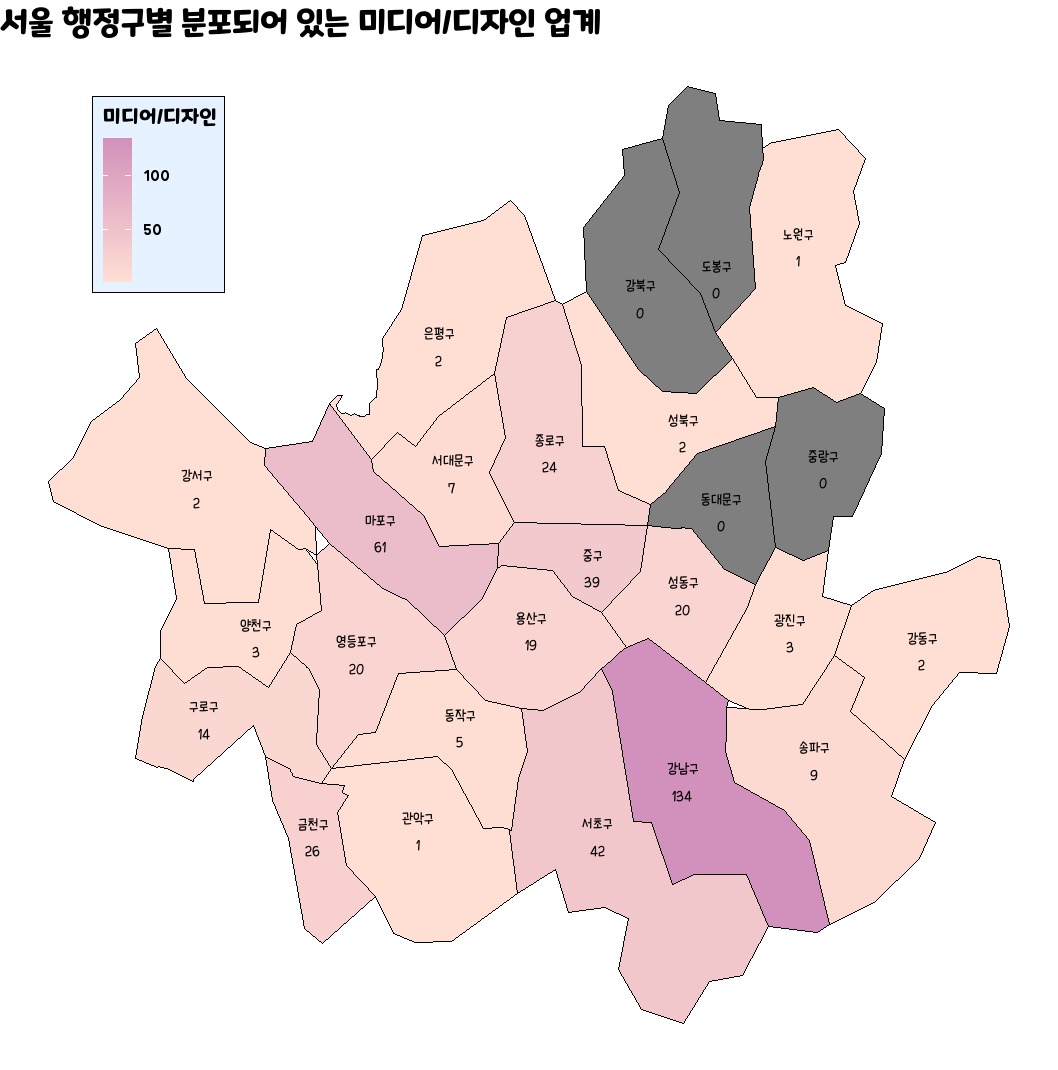 서울 행정구별 분포되어 있는 미디어/디자인 업계
미디어/디자인
100
50
노원구
1
도봉구
0
강북구
0
은평구
2
성북구
2
종로구
24
중랑구
0
서대문구
7
강서구
2
동대문구
0
마포구
61
중구
39
성동구
20
용산구
19
광진구
3
양천구
3
강동구
2
영등포구
20
구로구
14
동작구
5
송파구
9
강남구
134
관악구
1
금천구
26
서초구
42